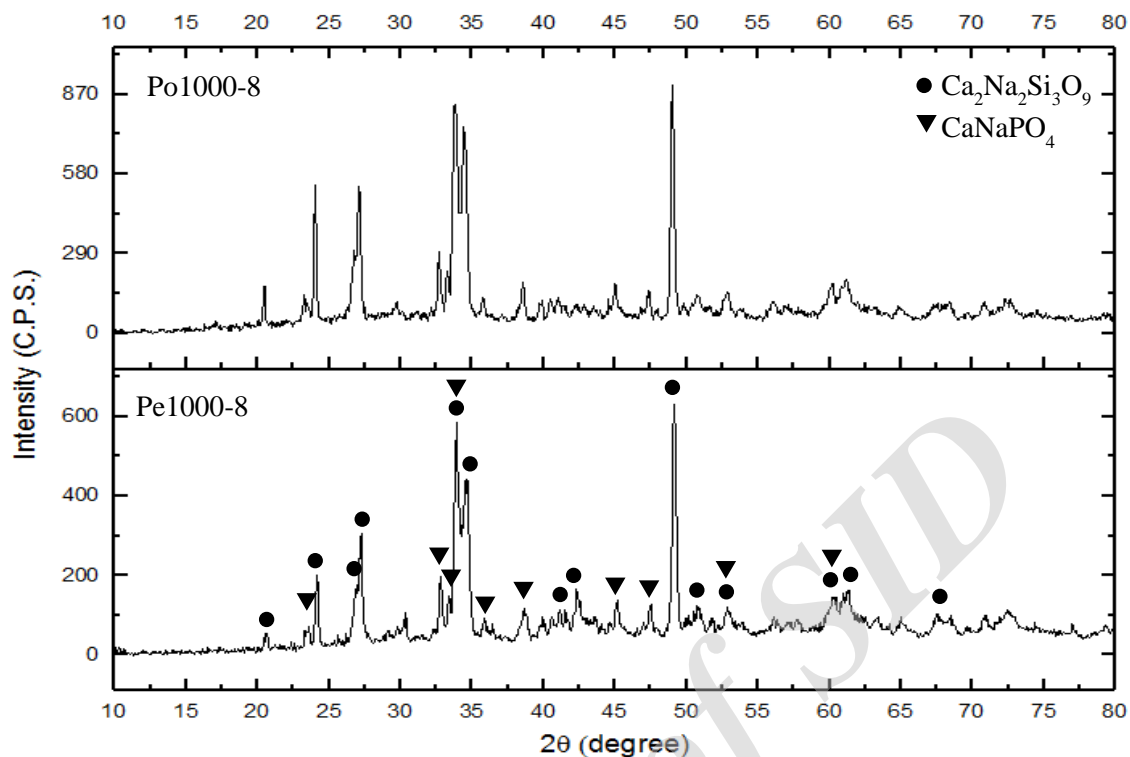 10 15 20 25 30 35 40 45 50 55 60 65 70 75 80
Po1000-8
● Ca₂Na₂Si₃O₉
▼ CaNaPO₄
870
580
290
0
Intensity (C.P.S.)
Pe1000-8
600
400
200
0
10 15 20 25 30 35 40 45 50 55 60 65 70 75 80
2θ (degree)
of SID